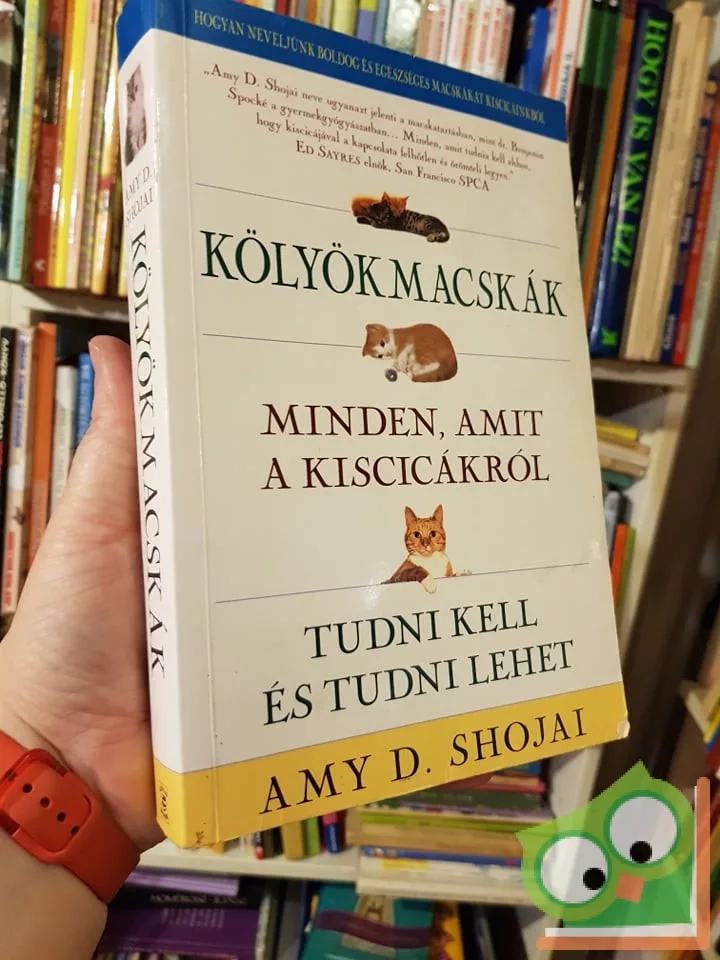 HOGYAN NEVELJÜNK BOLDOG ÉS EGÉSZSÉGES MACSKÁKAT KISCICÁINKBÓL
„Amy D. Shojai neve ugyanazt jelenti a macskatartásban, mint dr. Benjamin
Spocké a gyermekgyógyászatban... Minden, amit tudnia kell ahhoz,
hogy kiscicájával a kapcsolata felhőtlen és örömteli legyen.”
ED SAYRES elnök, San Francisco SPCA
KÖLYÖKMACSKÁK
MINDEN, AMIT
A KISCICÁKRÓL
TUDNI KELL
ÉS TUDNI LEHET
AMY D. SHOJAI
AMY D.
SHOJAI
KÖLYÖKMACSKÁK
HOGY IS VAN EZ!